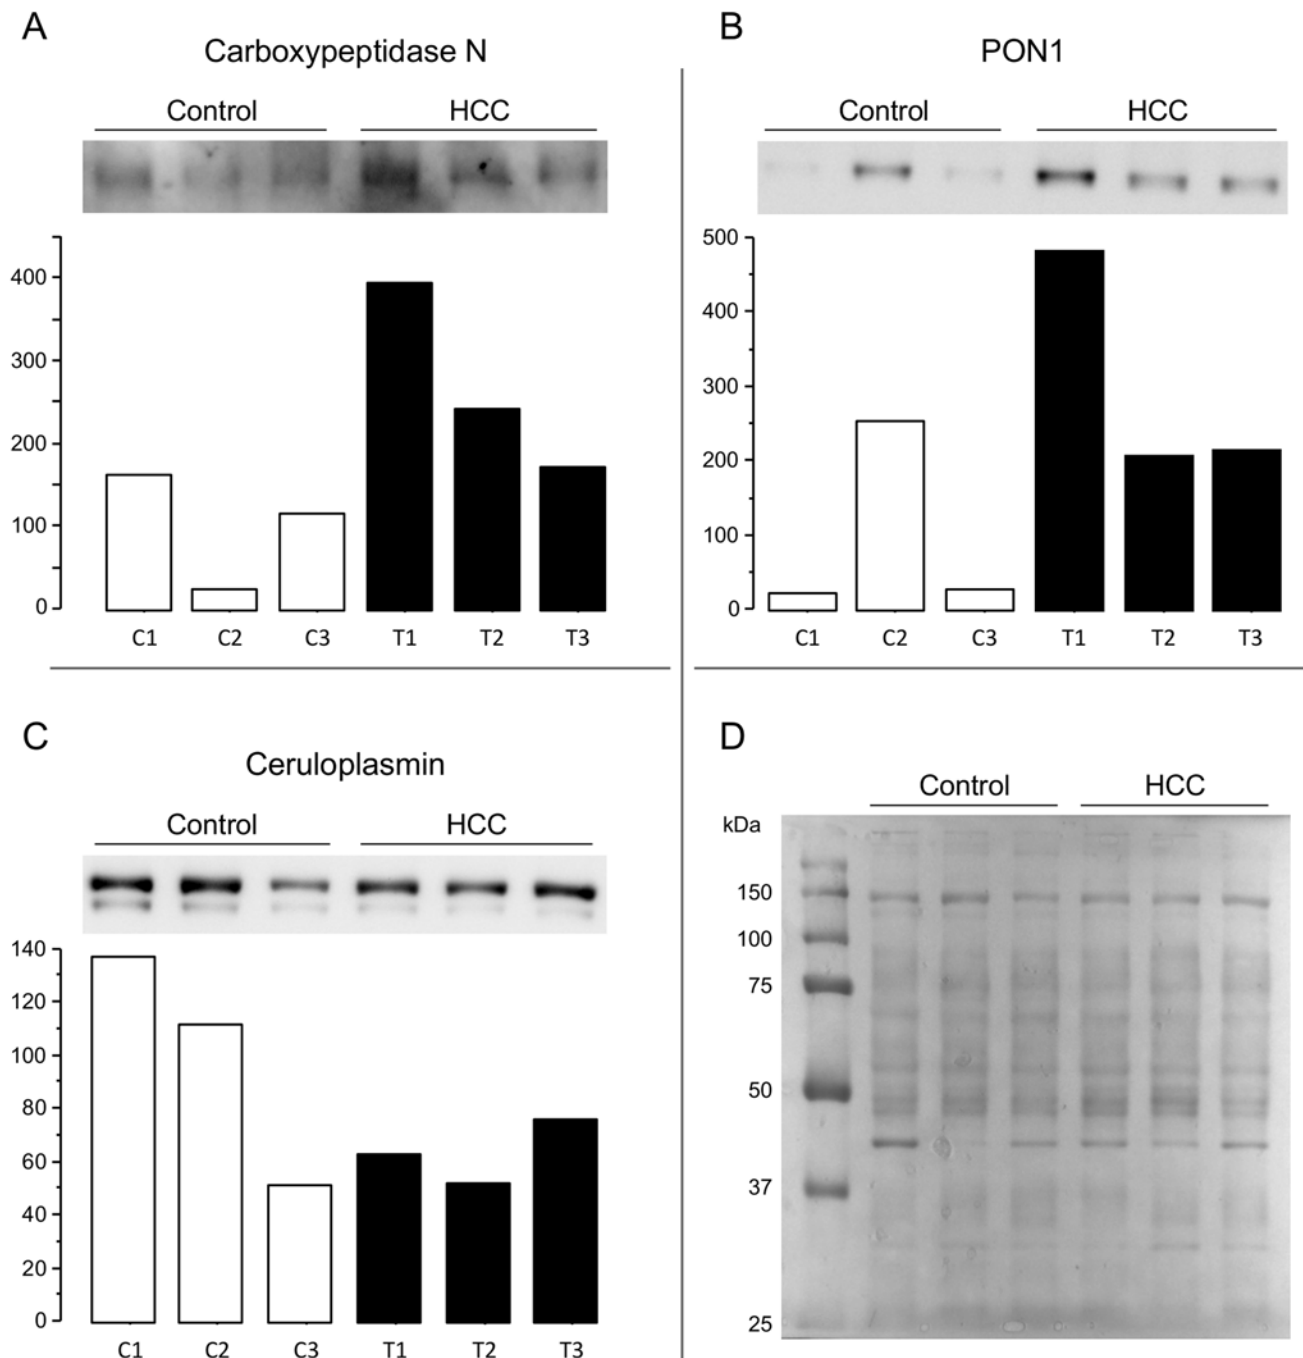 A
Carboxypeptidase N
Control HCC
400
300
200
100
0
C1 C2 C3 T1 T2 T3
B
PON1
Control HCC
500
400
300
200
100
0
C1 C2 C3 T1 T2 T3
C
Ceruloplasmin
Control HCC
140
120
100
80
60
40
20
0
C1 C2 C3 T1 T2 T3
D
Control HCC
kDa
150
100
75
50
37
25